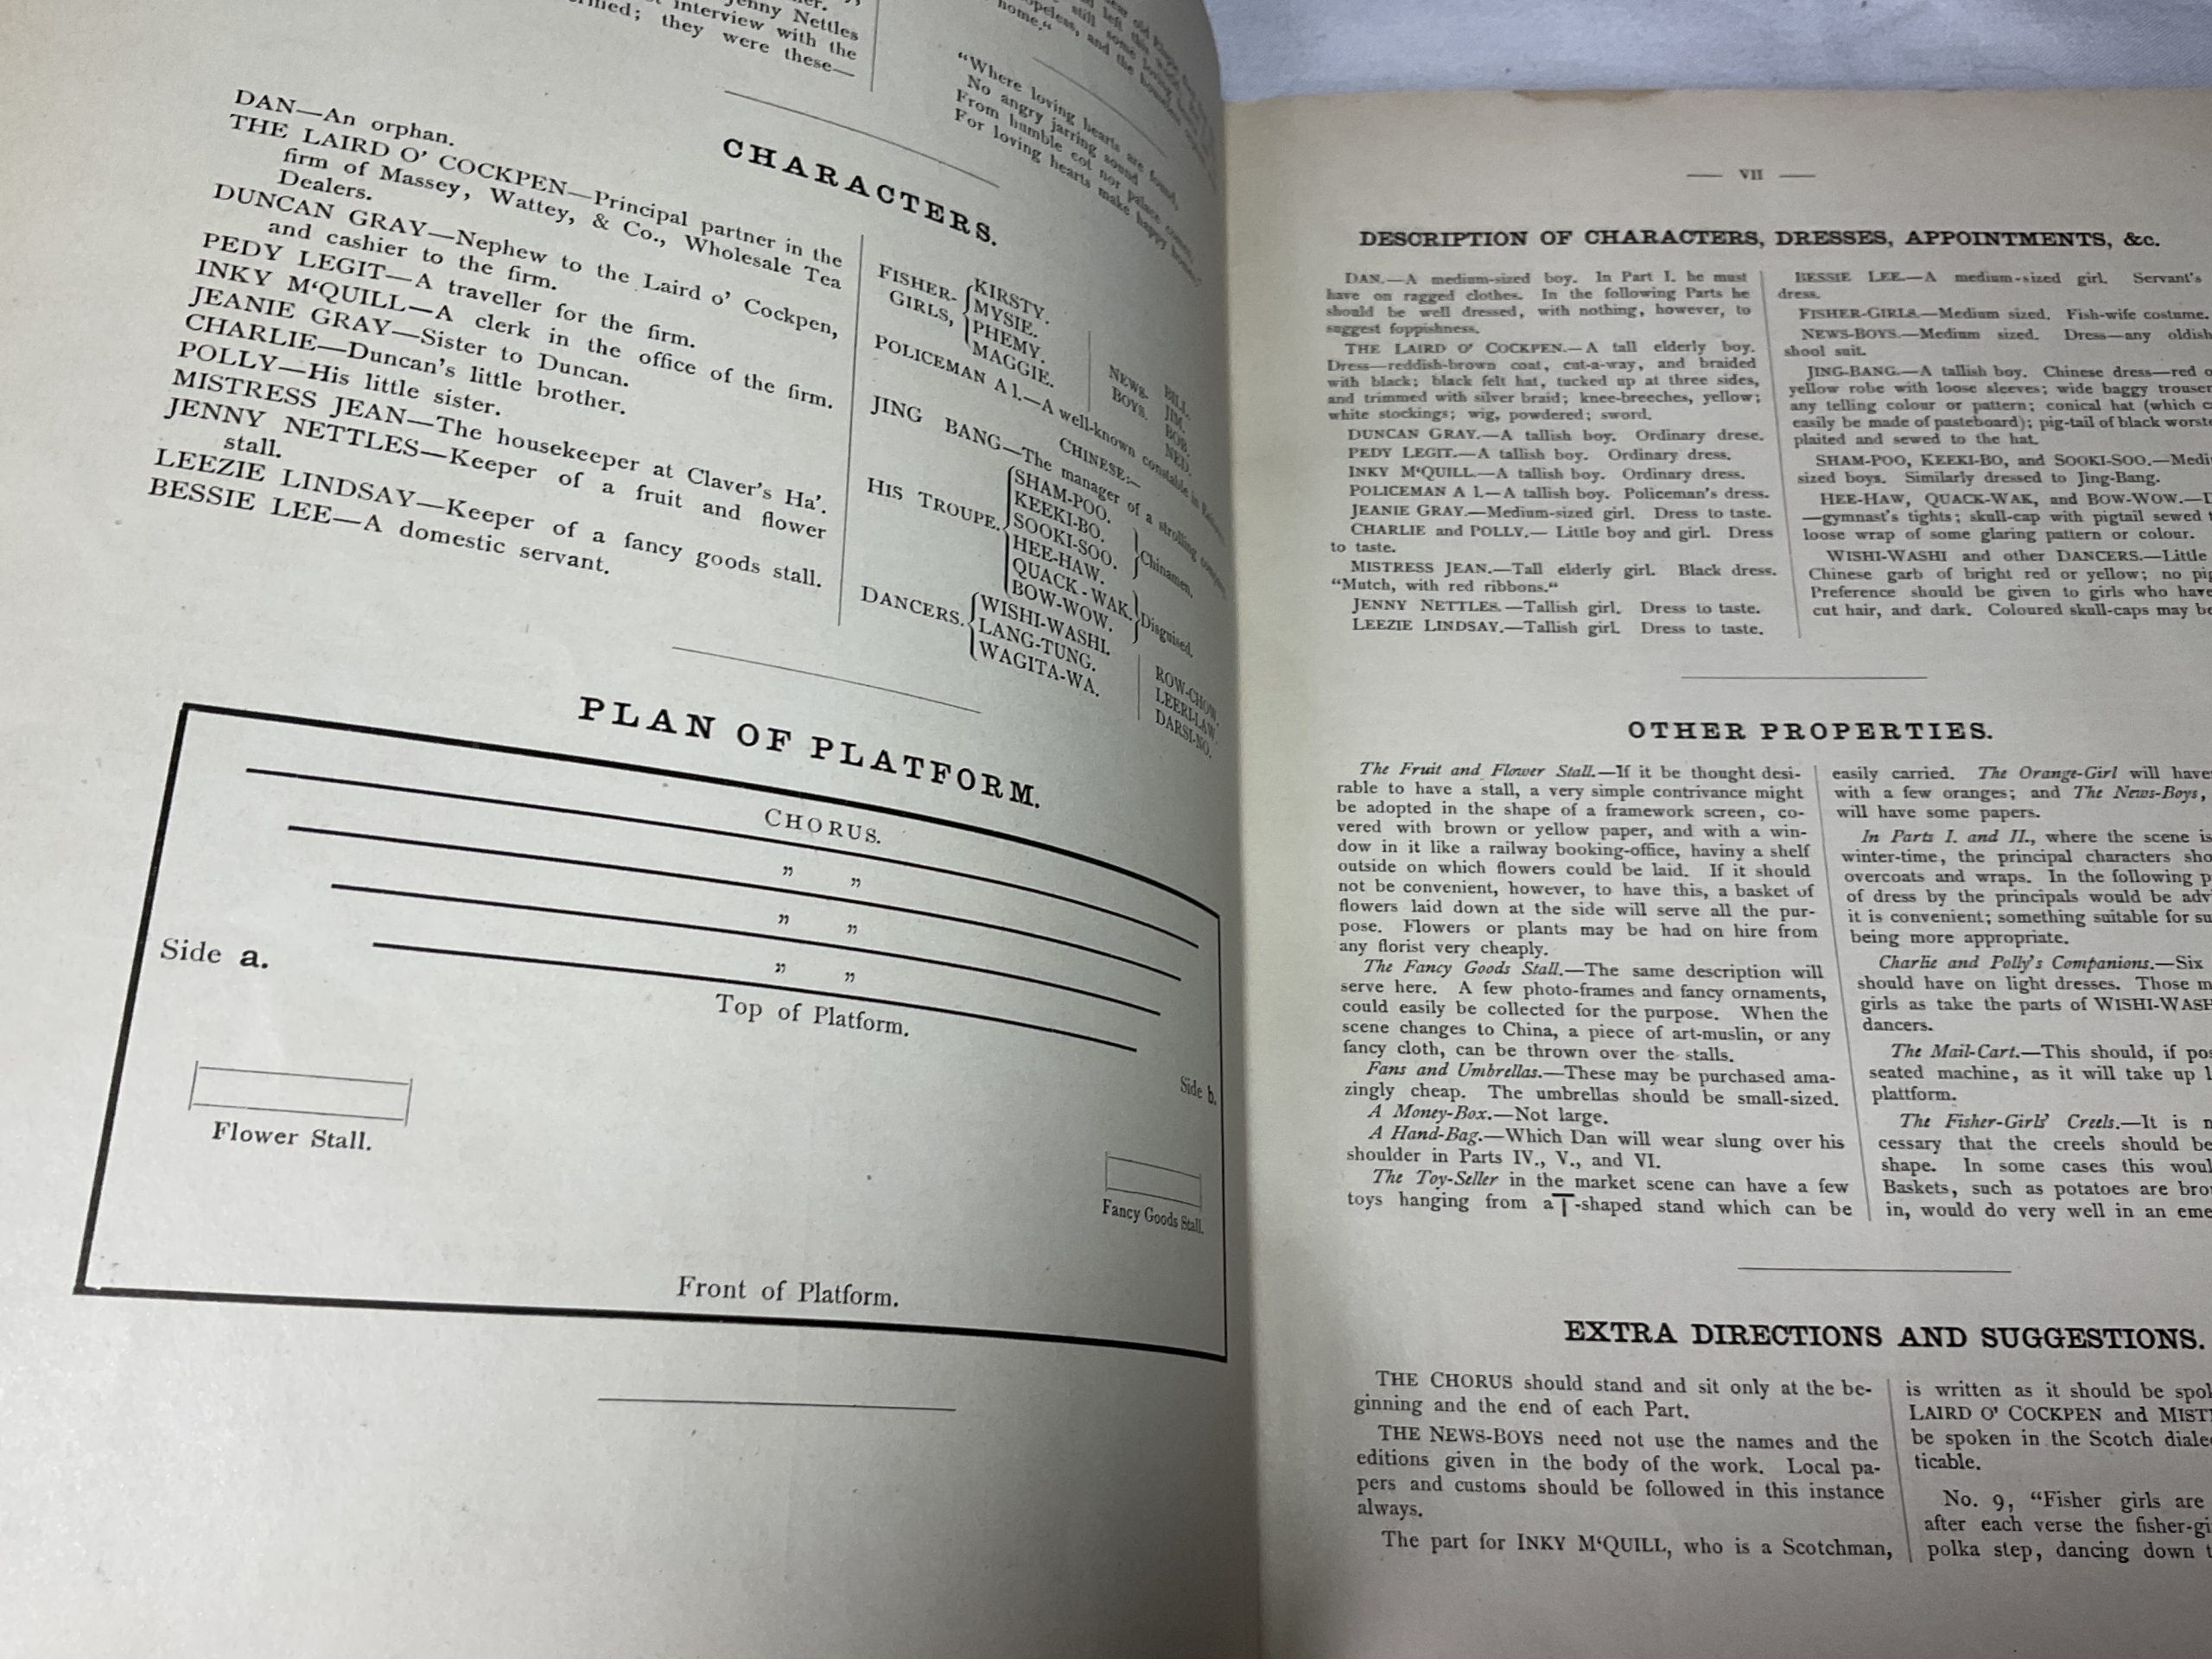 enny Nettles
interview with the
they were these—
home."
"Where loving hearts are found,
No angry jarring sound
From humble cot nor palace comes,
For loving hearts make happy homes."
CHARACTERS.
DAN—An orphan.
THE LAIRD O' COCKPEN—Principal partner in the
firm of Massey, Wattey, & Co., Wholesale Tea
Dealers.
DUNCAN GRAY—Nephew to the Laird o' Cockpen,
and cashier to the firm.
PEDY LEGIT—A traveller for the firm.
INKY M'QUILL—A clerk in the office of the firm.
JEANIE GRAY—Sister to Duncan.
CHARLIE—Duncan's little brother.
POLLY—His little sister.
MISTRESS JEAN—The housekeeper at Claver's Ha'.
JENNY NETTLES—Keeper of a fruit and flower
stall.
LEEZIE LINDSAY—Keeper of a fancy goods stall.
BESSIE LEE—A domestic servant.
FISHER-GIRLS,
KIRSTY.
MYSIE.
PHEMY.
MAGGIE.
NEWS-BOYS.
BILL.
JIM.
BOB.
NED.
POLICEMAN A 1.—A well-known constable in
CHINESE:—
JING BANG—The manager of a strolling company
HIS TROUPE.
SHAM-POO.
KEEKI-BO.
SOOKI-SOO.
Chinamen.
HEE-HAW.
QUACK-WAK.
BOW-WOW.
Disguised.
DANCERS.
WISHI-WASHI.
LANG-TUNG.
WAGITA-WA.
ROW-CHOW.
LEERI-LAW.
DARSI-NO.
PLAN OF PLATFORM.
CHORUS.
" "
" "
" "
Side a.
Top of Platform.
Side b.
Flower Stall.
Fancy Goods Stall.
Front of Platform.
— VII —
DESCRIPTION OF CHARACTERS, DRESSES, APPOINTMENTS, &c.
DAN.—A medium-sized boy. In Part I. he must
have on ragged clothes. In the following Parts he
should be well dressed, with nothing, however, to
suggest foppishness.
THE LAIRD O' COCKPEN.—A tall elderly boy.
Dress—reddish-brown coat, cut-a-way, and braided
with black; black felt hat, tucked up at three sides,
and trimmed with silver braid; knee-breeches, yellow;
white stockings; wig, powdered; sword.
DUNCAN GRAY.—A tallish boy. Ordinary drese.
PEDY LEGIT.—A tallish boy. Ordinary dress.
INKY M'QUILL.—A tallish boy. Ordinary dress.
POLICEMAN A 1.—A tallish boy. Policeman's dress.
JEANIE GRAY.—Medium-sized girl. Dress to taste.
CHARLIE and POLLY.— Little boy and girl. Dress
to taste.
MISTRESS JEAN.—Tall elderly girl. Black dress.
"Mutch, with red ribbons."
JENNY NETTLES.—Tallish girl. Dress to taste.
LEEZIE LINDSAY.—Tallish girl. Dress to taste.
BESSIE LEE.—A medium-sized girl. Servant's
dress.
FISHER-GIRLS.—Medium sized. Fish-wife costume.
NEWS-BOYS.—Medium sized. Dress—any oldish
shool suit.
JING-BANG.—A tallish boy. Chinese dress—red o
yellow robe with loose sleeves; wide baggy trouser
any telling colour or pattern; conical hat (which c
easily be made of pasteboard); pig-tail of black worste
plaited and sewed to the hat.
SHAM-POO, KEEKI-BO, and SOOKI-SOO.—Medi
sized boys. Similarly dressed to Jing-Bang.
HEE-HAW, QUACK-WAK, and BOW-WOW.—
—gymnast's tights; skull-cap with pigtail sewed t
loose wrap of some glaring pattern or colour.
WISHI-WASHI and other DANCERS.—Little
Chinese garb of bright red or yellow; no pig
Preference should be given to girls who have
cut hair, and dark. Coloured skull-caps may be
OTHER PROPERTIES.
The Fruit and Flower Stall.—If it be thought desi-
rable to have a stall, a very simple contrivance might
be adopted in the shape of a framework screen, co-
vered with brown or yellow paper, and with a win-
dow in it like a railway booking-office, haviny a shelf
outside on which flowers could be laid. If it should
not be convenient, however, to have this, a basket of
flowers laid down at the side will serve all the pur-
pose. Flowers or plants may be had on hire from
any florist very cheaply.
The Fancy Goods Stall.—The same description will
serve here. A few photo-frames and fancy ornaments,
could easily be collected for the purpose. When the
scene changes to China, a piece of art-muslin, or any
fancy cloth, can be thrown over the stalls.
Fans and Umbrellas.—These may be purchased ama-
zingly cheap. The umbrellas should be small-sized.
A Money-Box.—Not large.
A Hand-Bag.—Which Dan will wear slung over his
shoulder in Parts IV., V., and VI.
The Toy-Seller in the market scene can have a few
toys hanging from a T-shaped stand which can be
easily carried. The Orange-Girl will have
with a few oranges; and The News-Boys,
will have some papers.
In Parts I. and II., where the scene is
winter-time, the principal characters sho
overcoats and wraps. In the following p
of dress by the principals would be adv
it is convenient; something suitable for su
being more appropriate.
Charlie and Polly's Companions.—Six
should have on light dresses. Those m
girls as take the parts of WISHI-WASH
dancers.
The Mail-Cart.—This should, if pos
seated machine, as it will take up l
plattform.
The Fisher-Girls' Creels.—It is n
cessary that the creels should be
shape. In some cases this woul
Baskets, such as potatoes are bro
in, would do very well in an eme
EXTRA DIRECTIONS AND SUGGESTIONS.
THE CHORUS should stand and sit only at the be-
ginning and the end of each Part.
THE NEWS-BOYS need not use the names and the
editions given in the body of the work. Local pa-
pers and customs should be followed in this instance
always.
The part for INKY M'QUILL, who is a Scotchman,
is written as it should be spol
LAIRD O' COCKPEN and MIST
be spoken in the Scotch diale
ticable.
No. 9, "Fisher girls are
after each verse the fisher-gi
polka step, dancing down t